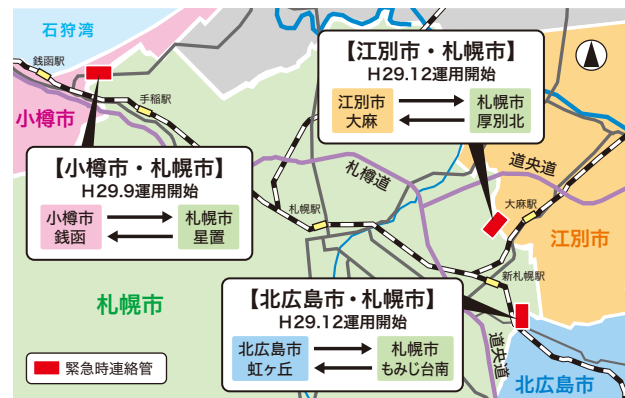 石狩湾
銭函駅
小樽市
手稲駅
【江別市・札幌市】
H29.12運用開始
江別市
大麻
札幌市
厚別北
【小樽市・札幌市】
H29.9運用開始
小樽市
銭函
札幌市
星置
札樽道
道央道
札幌駅
大麻駅
江別市
新札幌駅
札幌市
【北広島市・札幌市】
H29.12運用開始
北広島市
虹ヶ丘
札幌市
もみじ台南
道央道
北広島市
緊急時連絡管